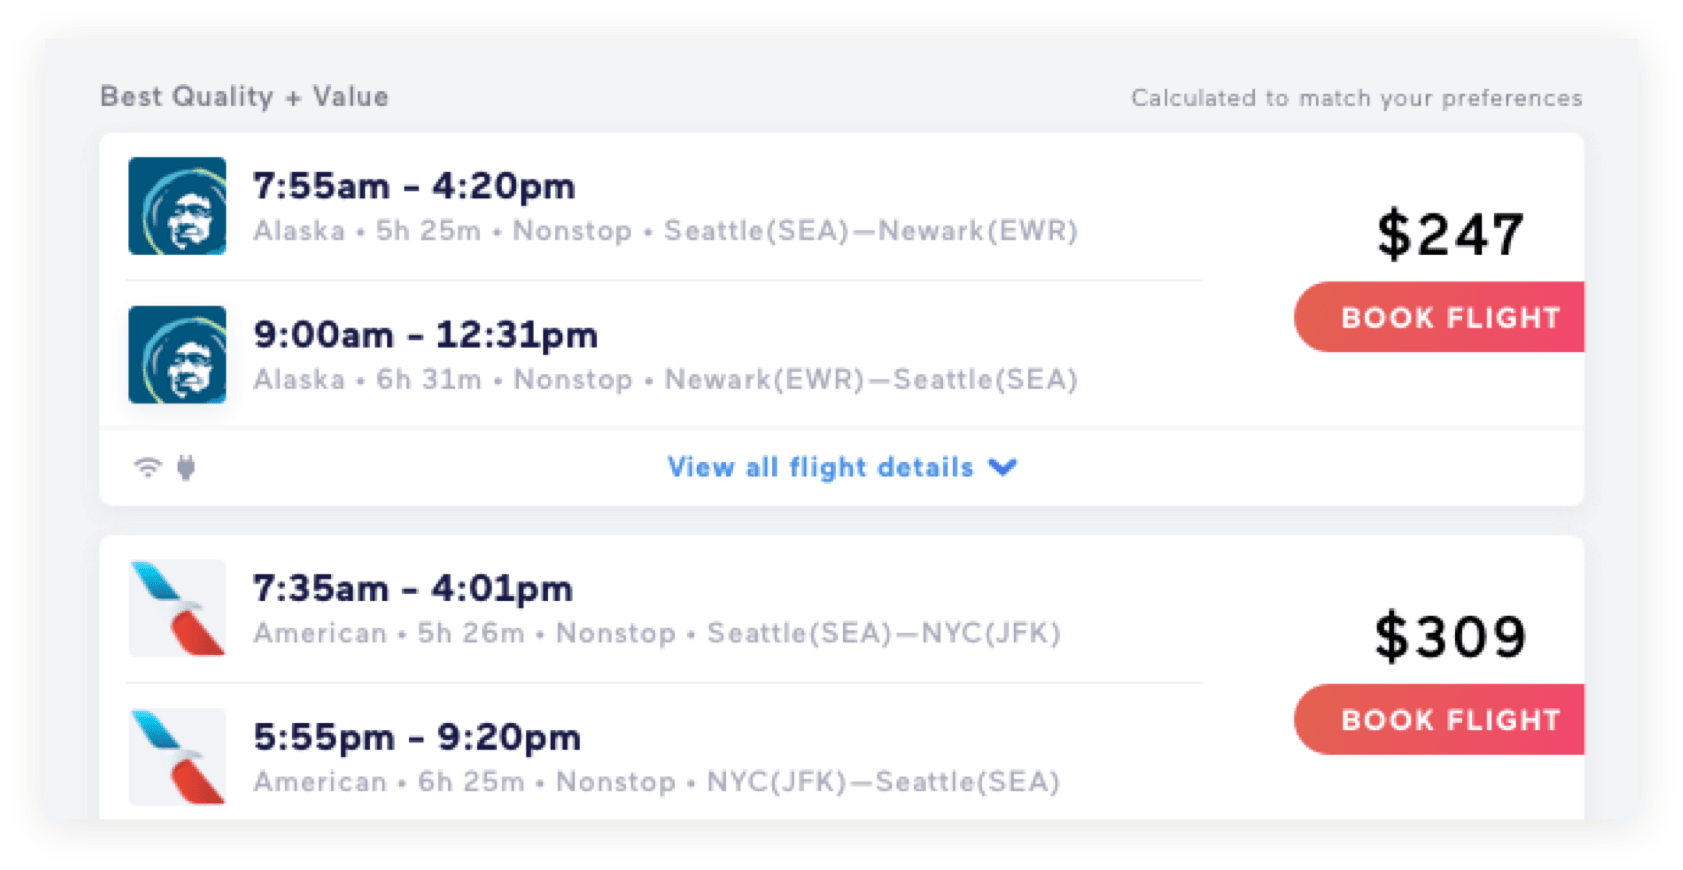 Best Quality + Value
Calculated to match your preferences
7:55am – 4:20pm
Alaska • 5h 25m • Nonstop • Seattle(SEA)—Newark(EWR)
$247
BOOK FLIGHT
9:00am – 12:31pm
Alaska • 6h 31m • Nonstop • Newark(EWR)—Seattle(SEA)
View all flight details
7:35am – 4:01pm
American • 5h 26m • Nonstop • Seattle(SEA)—NYC(JFK)
$309
BOOK FLIGHT
5:55pm – 9:20pm
American • 6h 25m • Nonstop • NYC(JFK)—Seattle(SEA)